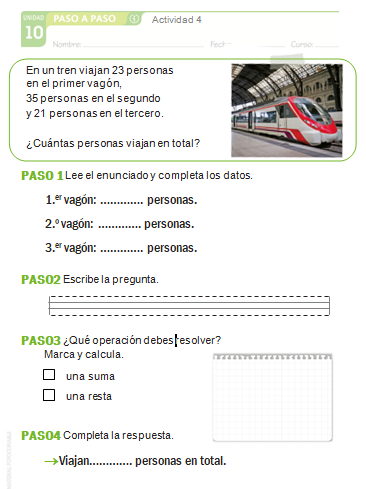 UNIDAD
10
PASO A PASO 1 Actividad 4
Nombre: Fech Curso:
En un tren viajan 23 personas
en el primer vagón,
35 personas en el segundo
y 21 personas en el tercero.
¿Cuántas personas viajan en total?
PASO 1 Lee el enunciado y completa los datos.
1.er vagón: ............. personas.
2.º vagón: ............. personas.
3.er vagón: ............. personas.
PASO2 Escribe la pregunta.
PASO3 ¿Qué operación debes resolver?
Marca y calcula.
una suma
una resta
PASO4 Completa la respuesta.
→Viajan............. personas en total.